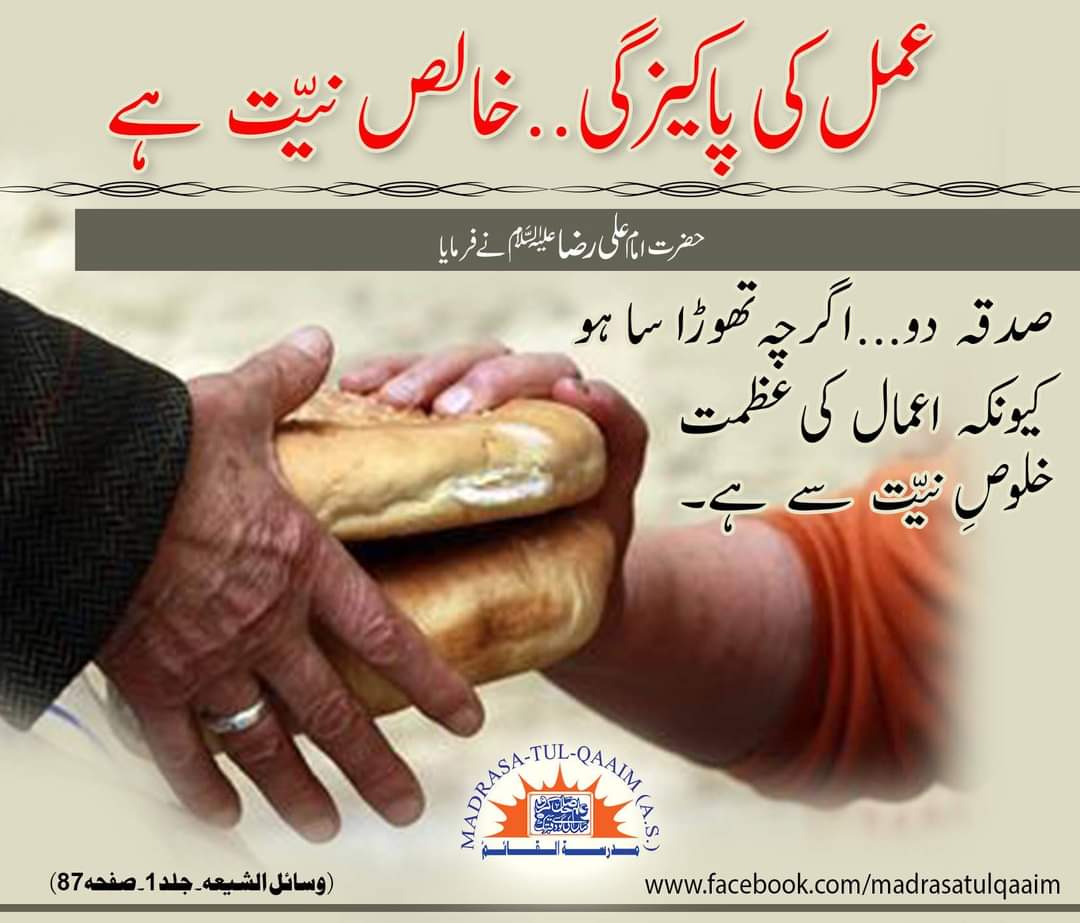 عمل کی پاکیزگی..خالص نیّت ہے
حضرت امام علی رضا علیہ السلام نے فرمایا
صدقہ دو...اگرچہ تھوڑا سا ہو
کیونکہ اعمال کی عظمت
خلوصِ نیّت سے ہے۔
MADRASA-TUL-QAAIM (A.S.)
مدرسۃ القائم
(وسائل الشیعہ۔جلد1۔صفحہ87)
www.facebook.com/madrasatulqaaim